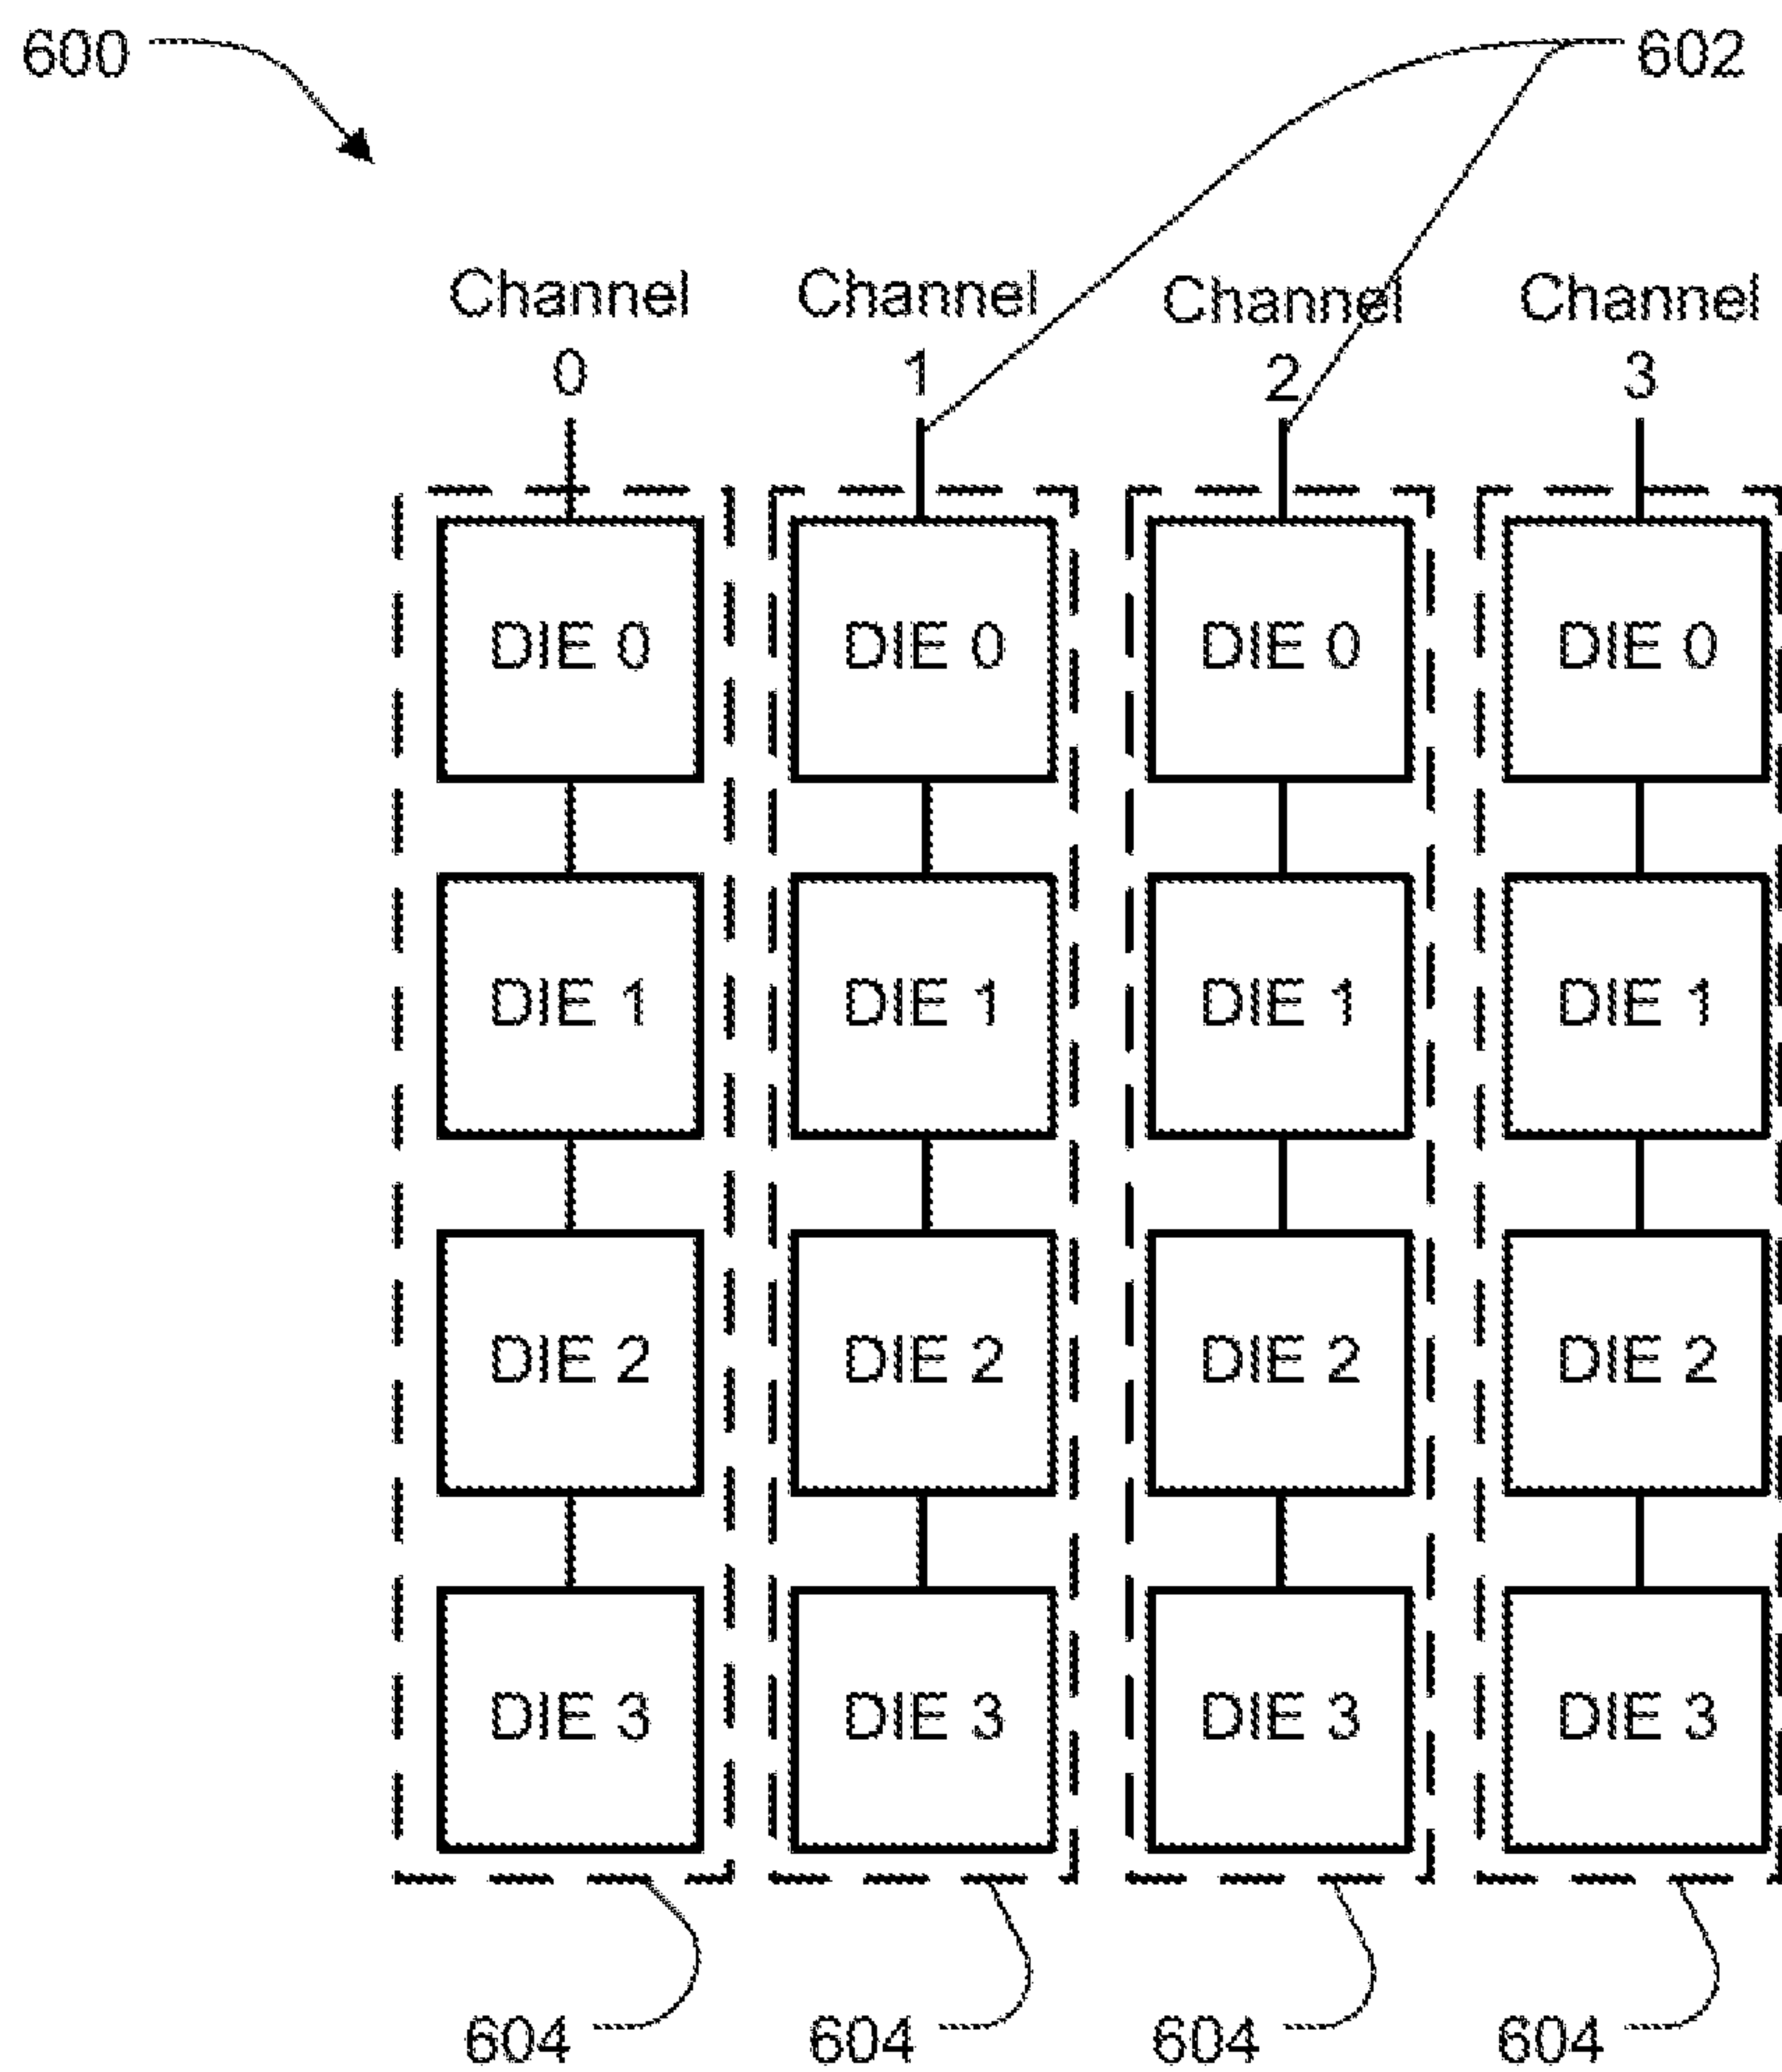 600
602
Channel 0
Channel 1
Channel 2
Channel 3
DIE 0
DIE 0
DIE 0
DIE 0
DIE 1
DIE 1
DIE 1
DIE 1
DIE 2
DIE 2
DIE 2
DIE 2
DIE 3
DIE 3
DIE 3
DIE 3
604
604
604
604